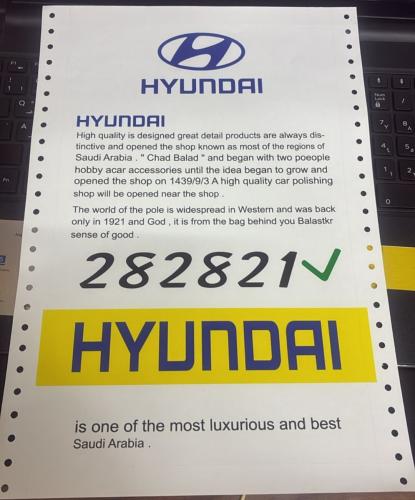 HYUNDAI
HYUNDAI
High quality is designed great detail products are always dis-
tinctive and opened the shop known as most of the regions of
Saudi Arabia . " Chad Balad " and began with two poeople
hobby acar accessories until the idea began to grow and
opened the shop on 1439/9/3 A high quality car polishing
shop will be opened near the shop .
The world of the pole is widespread in Western and was back
only in 1921 and God , it is from the bag behind you Balastkr
sense of good .
282821✓
HYUNDAI
is one of the most luxurious and best
Saudi Arabia .